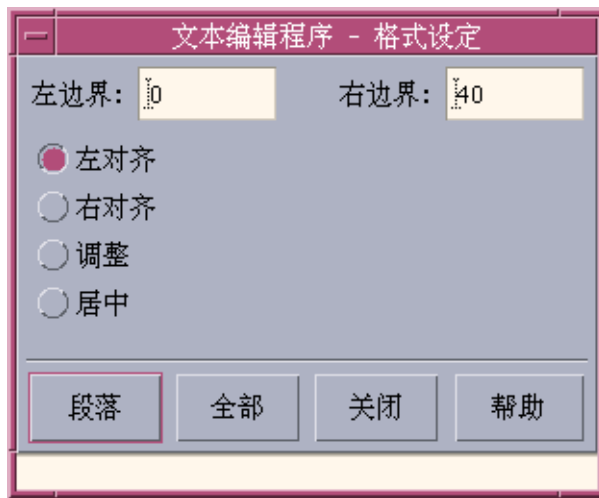 文本编辑程序 - 格式设定
左边界: 0 右边界: 40
左对齐
右对齐
调整
居中
段落 全部 关闭 帮助